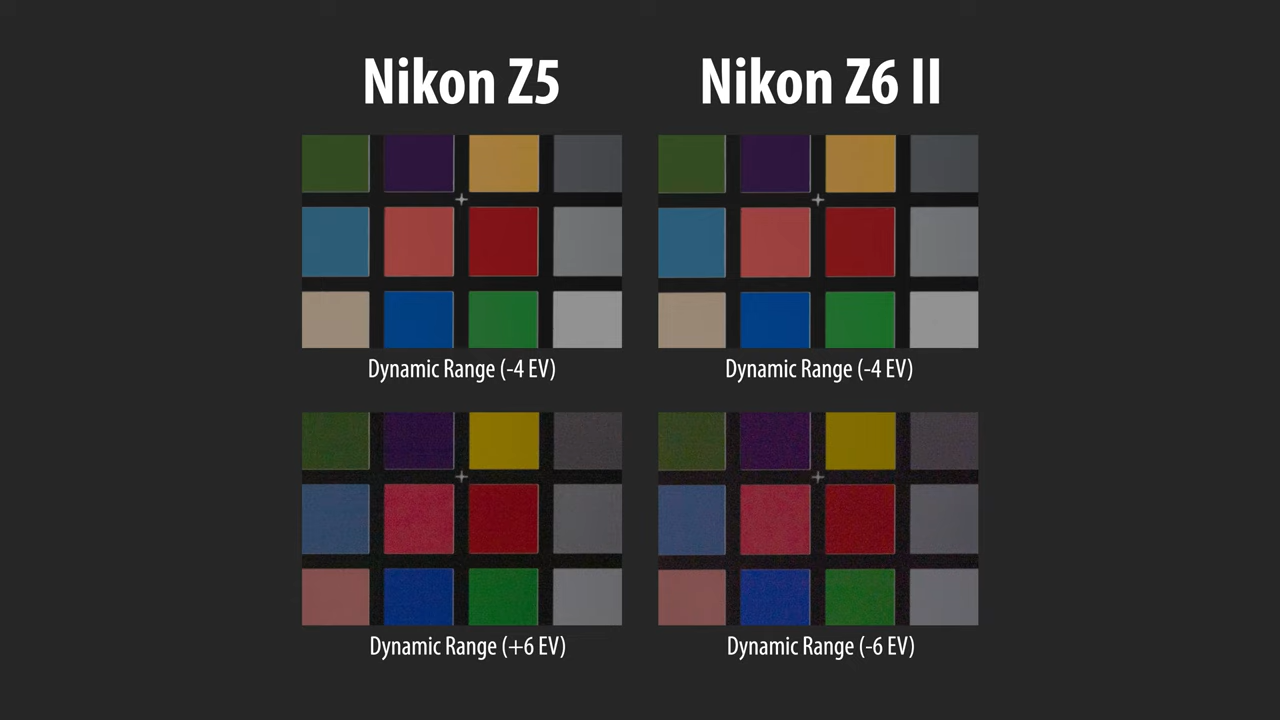 Nikon Z5
Nikon Z6 II
Dynamic Range (-4 EV)
Dynamic Range (-4 EV)
Dynamic Range (+6 EV)
Dynamic Range (-6 EV)